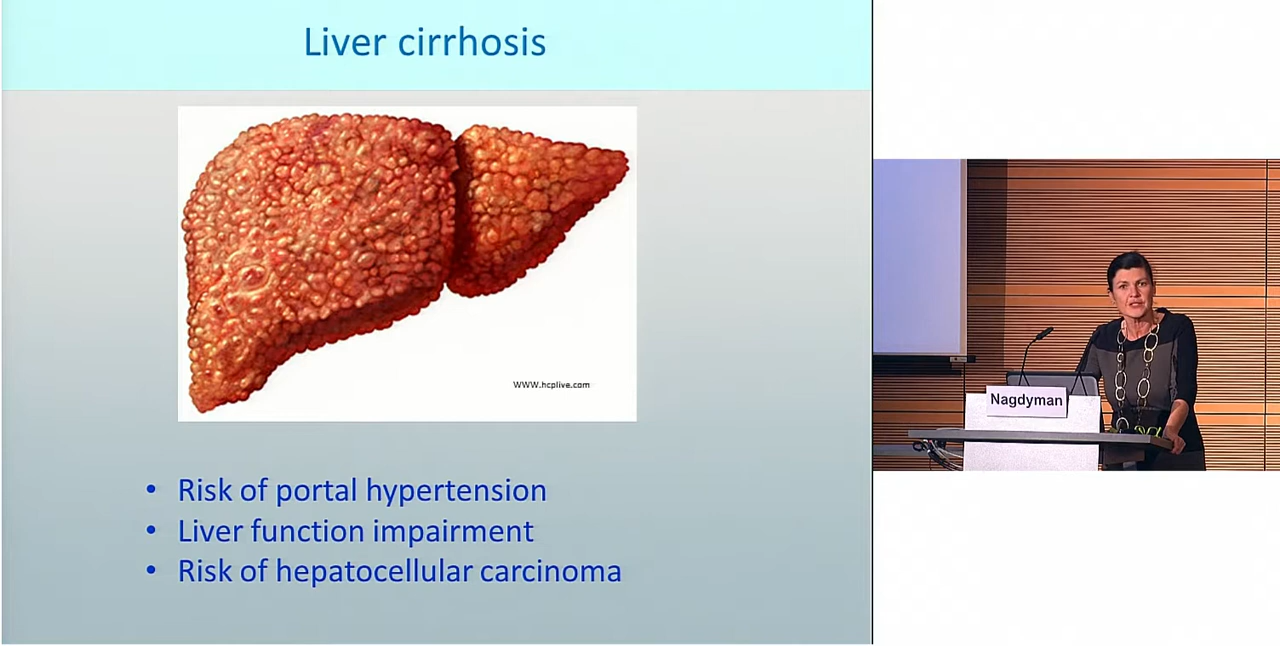 Liver cirrhosis
WWW.hcplive.com
• Risk of portal hypertension
• Liver function impairment
• Risk of hepatocellular carcinoma
Nagdyman